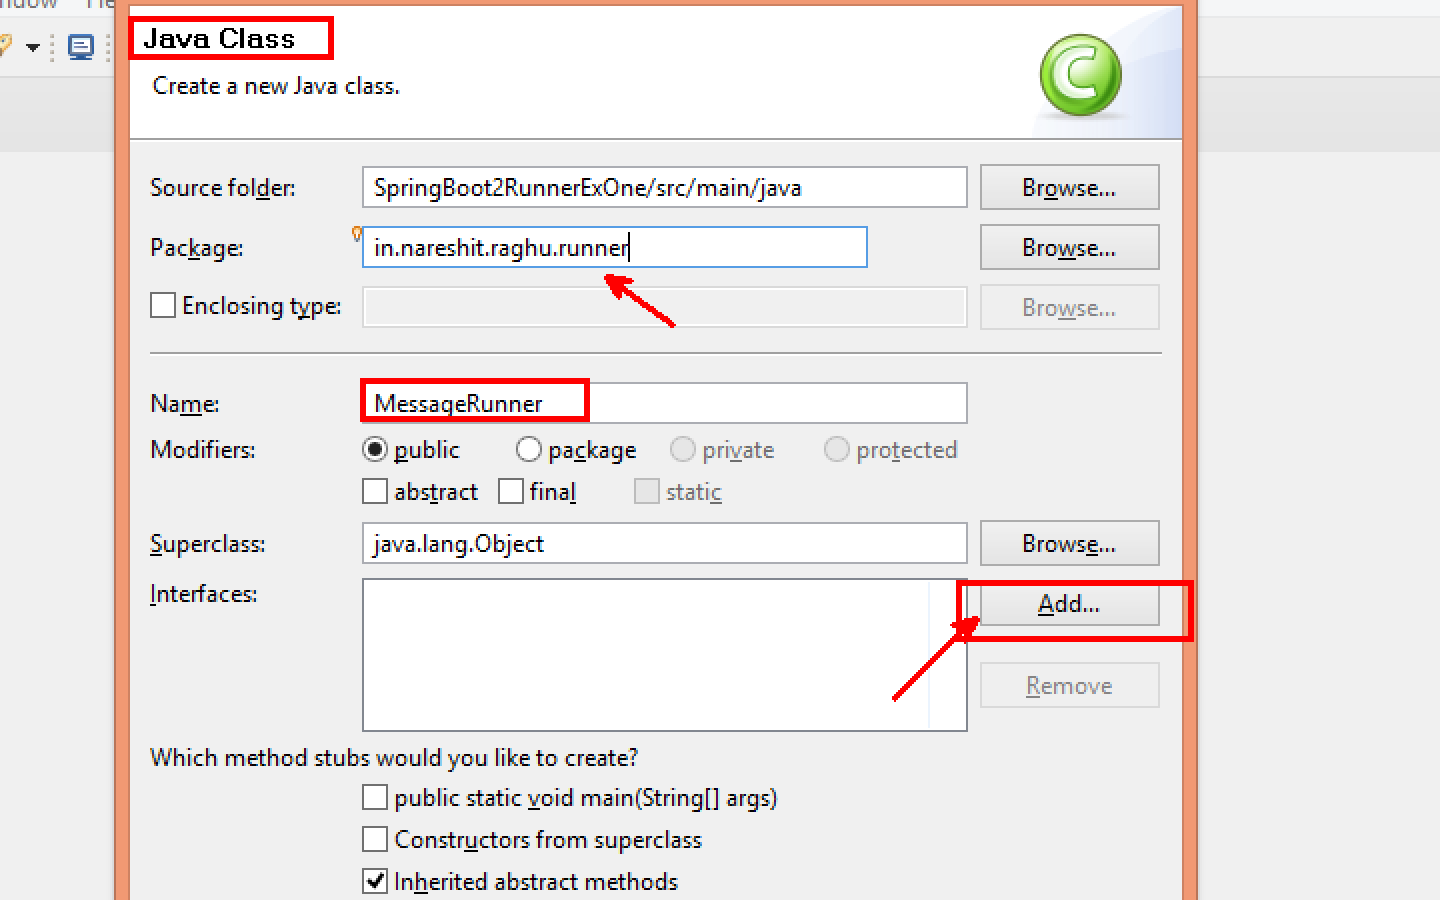 Java Class
Create a new Java class.
Source folder: SpringBoot2RunnerExOne/src/main/java Browse...
Package: in.nareshit.raghu.runner Browse...
Enclosing type: Browse...
Name: MessageRunner
Modifiers: public package private protected
abstract final static
Superclass: java.lang.Object Browse...
Interfaces: Add...
Remove
Which method stubs would you like to create?
public static void main(String[] args)
Constructors from superclass
Inherited abstract methods